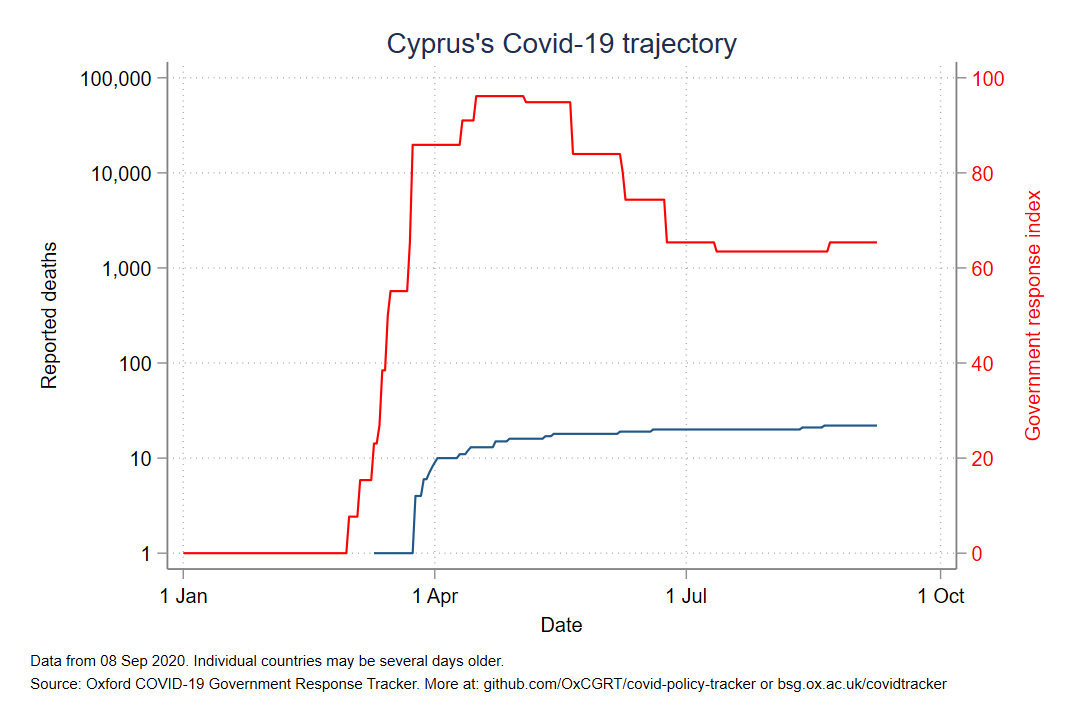 Cyprus's Covid-19 trajectory
100,000
10,000
1,000
100
10
1
Reported deaths
100
80
60
40
20
0
Government response index
1 Jan
1 Apr
1 Jul
1 Oct
Date
Data from 08 Sep 2020. Individual countries may be several days older.
Source: Oxford COVID-19 Government Response Tracker. More at: github.com/OxCGRT/covid-policy-tracker or bsg.ox.ac.uk/covidtracker